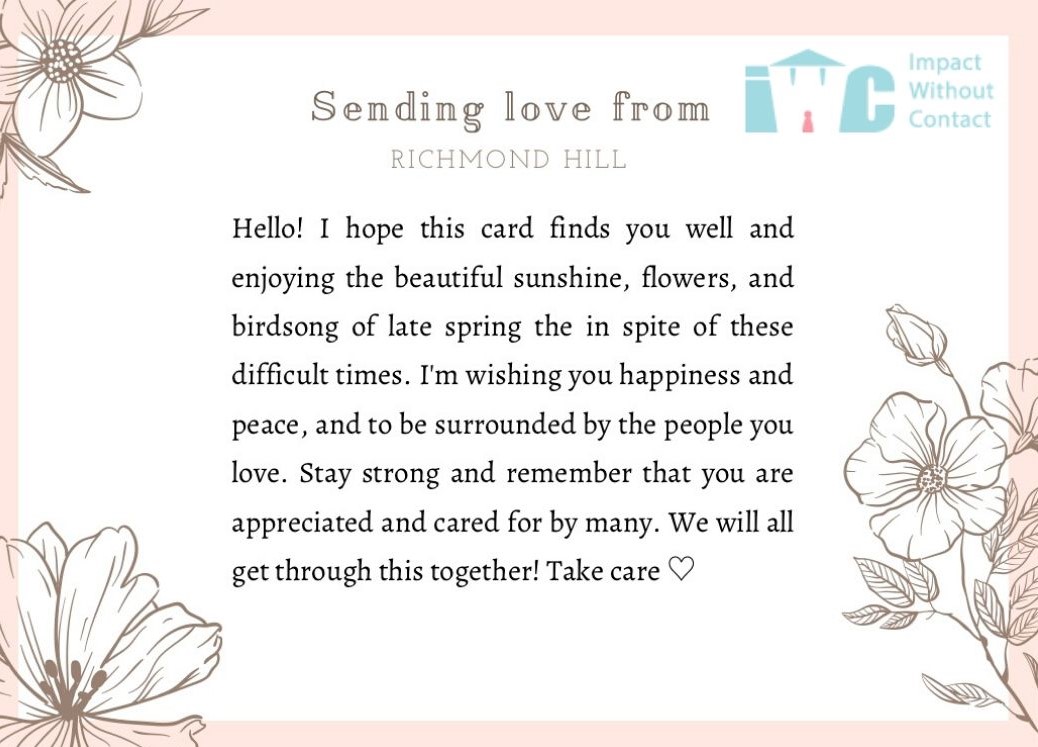 Sending love from
RICHMOND HILL
iWC
Impact
Without
Contact
Hello! I hope this card finds you well and
enjoying the beautiful sunshine, flowers, and
birdsong of late spring the in spite of these
difficult times. I'm wishing you happiness and
peace, and to be surrounded by the people you
love. Stay strong and remember that you are
appreciated and cared for by many. We will all
get through this together! Take care ♡